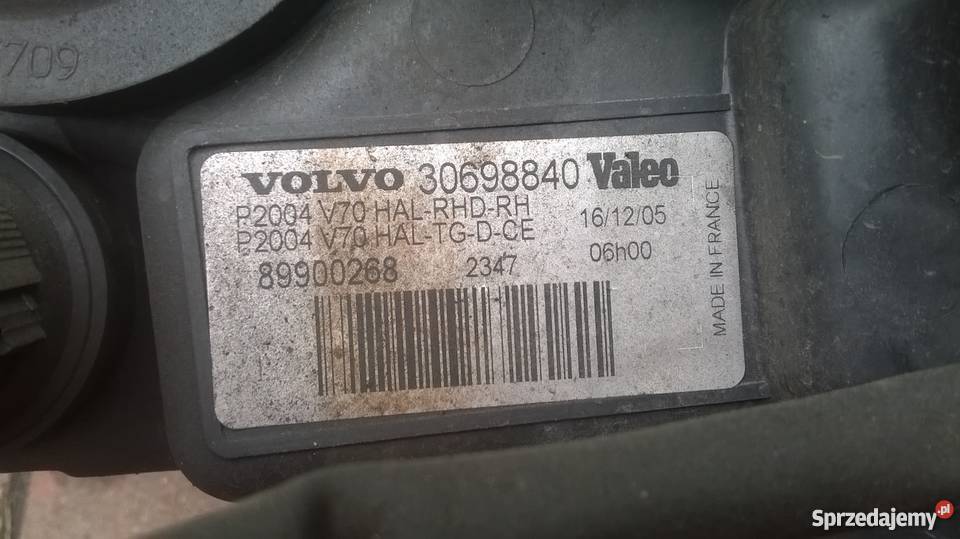 709
VOLVO 30698840 Valeo
P2004 V70 HAL-RHD-RH 16/12/05
P2004 V70 HAL-TG-D-CE 06h00
89900268 2347
MADE IN FRANCE
Sprzedajemy.pl